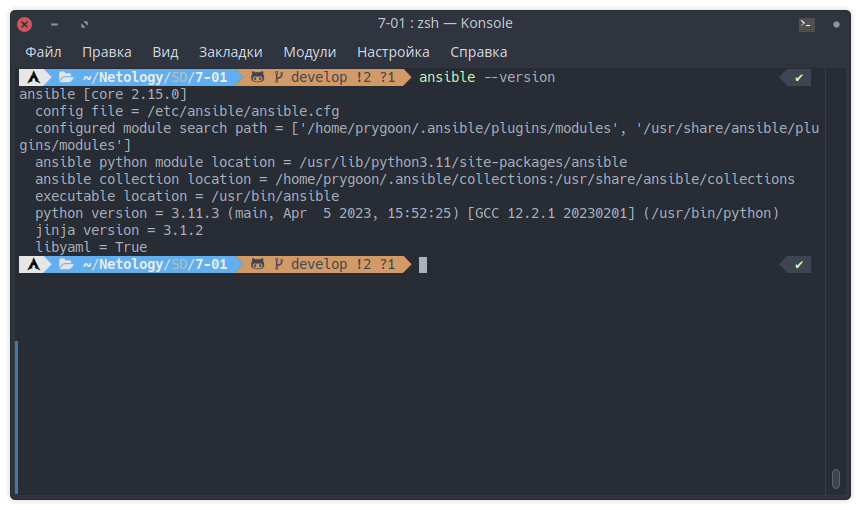 7-01 : zsh — Konsole
Файл Правка Вид Закладки Модули Настройка Справка
~/Netology/SD/7-01 develop !2 ?1 ansible --version ✔
ansible [core 2.15.0]
  config file = /etc/ansible/ansible.cfg
  configured module search path = ['/home/prygoon/.ansible/plugins/modules', '/usr/share/ansible/plu
gins/modules']
  ansible python module location = /usr/lib/python3.11/site-packages/ansible
  ansible collection location = /home/prygoon/.ansible/collections:/usr/share/ansible/collections
  executable location = /usr/bin/ansible
  python version = 3.11.3 (main, Apr  5 2023, 15:52:25) [GCC 12.2.1 20230201] (/usr/bin/python)
  jinja version = 3.1.2
  libyaml = True
~/Netology/SD/7-01 develop !2 ?1 ✔